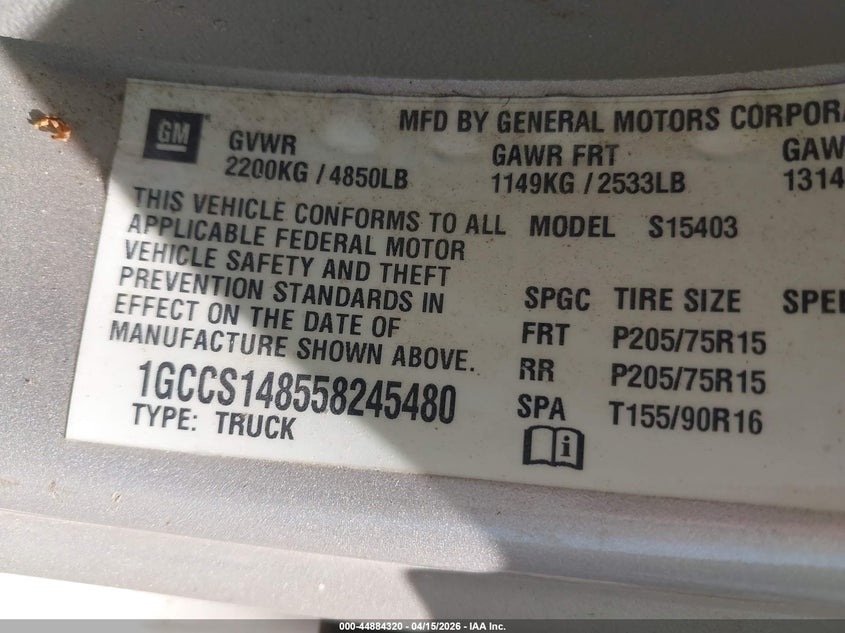 GM
MFD BY GENERAL MOTORS CORPORA
GVWR GAWR FRT GAW
2200KG / 4850LB 1149KG / 2533LB 1314
THIS VEHICLE CONFORMS TO ALL
APPLICABLE FEDERAL MOTOR
VEHICLE SAFETY AND THEFT
PREVENTION STANDARDS IN
EFFECT ON THE DATE OF
MANUFACTURE SHOWN ABOVE.
1GCCS148558245480
TYPE: TRUCK
MODEL S15403
SPGC TIRE SIZE SPEE
FRT P205/75R15
RR P205/75R15
SPA T155/90R16
000-44884320 - 04/15/2026 - IAA Inc.